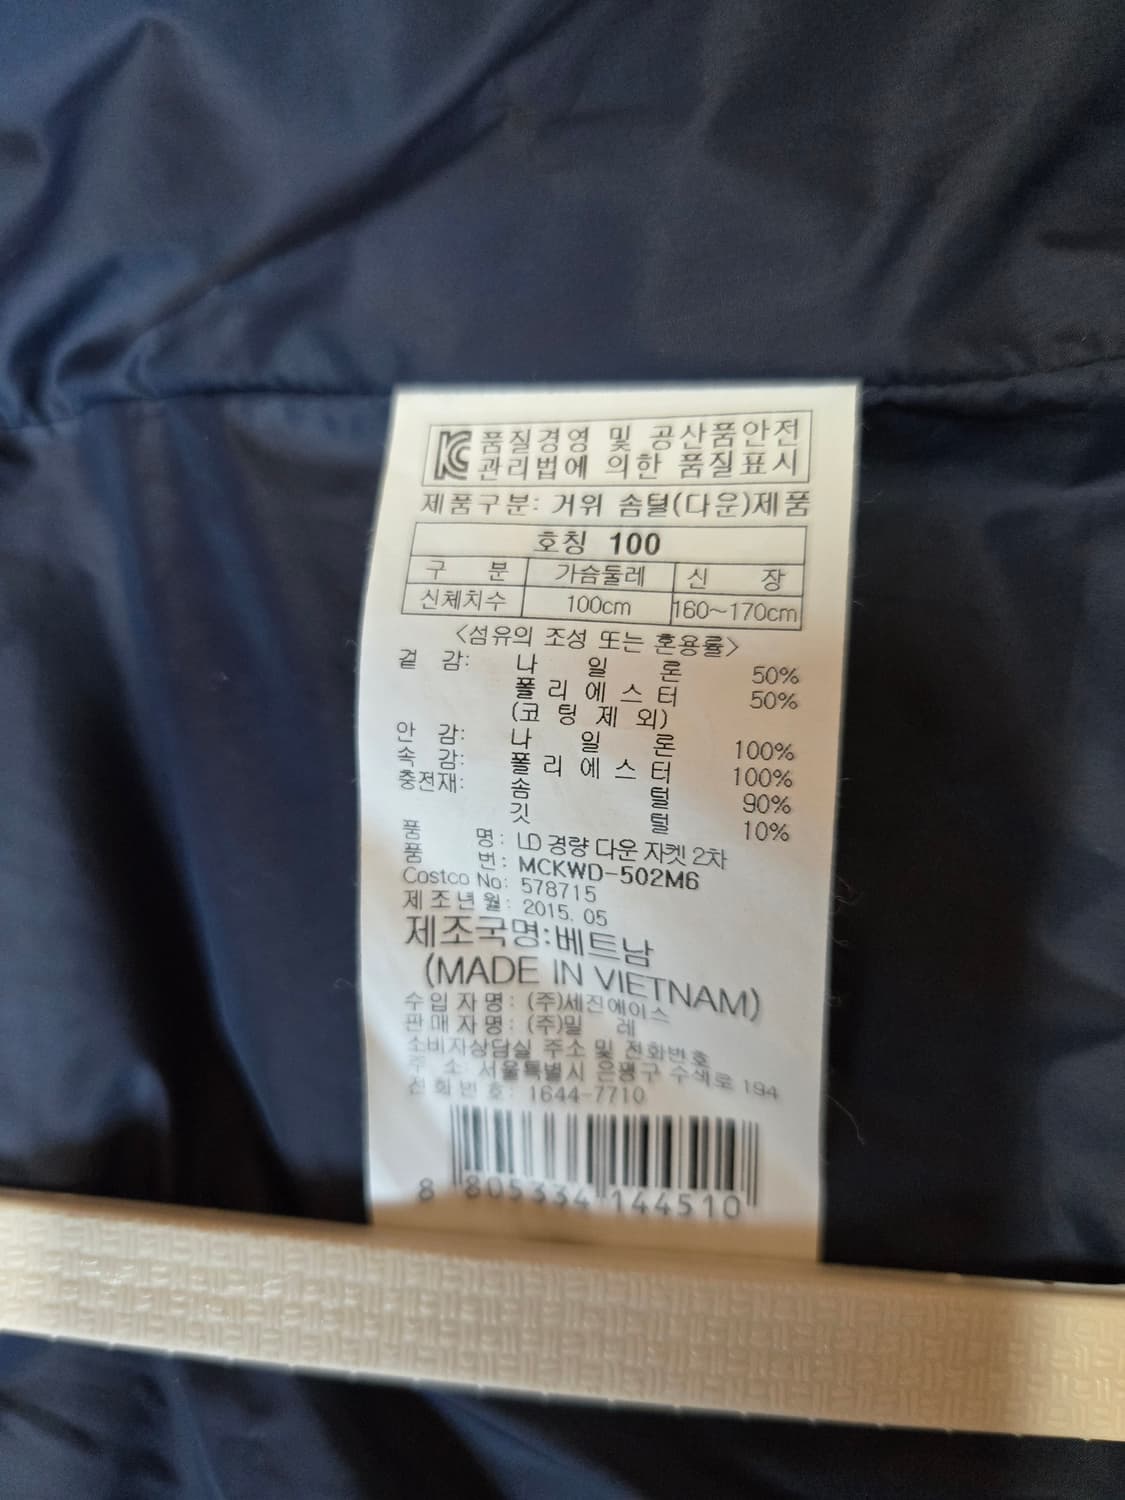 KC 품질경영 및 공산품안전
관리법에 의한 품질표시
제품구분: 거위 솜털(다운)제품
호칭 100
구 분 가슴둘레 신 장
신체치수 100cm 160~170cm
<섬유의 조성 또는 혼용률>
겉 감: 나 일 론 50%
폴 리 에 스 터 50%
(코 팅 제 외)
안 감: 나 일 론 100%
속 감: 폴 리 에 스 터 100%
충전재: 솜 털 90%
깃 털 10%
품 명: LD 경량 다운 자켓 2차
품 번: MCKWD-502M6
Costco No: 578715
제조년월: 2015. 05
제조국명:베트남
(MADE IN VIETNAM)
수입자명: (주)세진에이스
판매자명: (주)밀 레
소비자상담실 주소 및 전화번호
주 소: 서울특별시 은평구 수색로 194
전화번호: 1644-7710
8 805334 144510